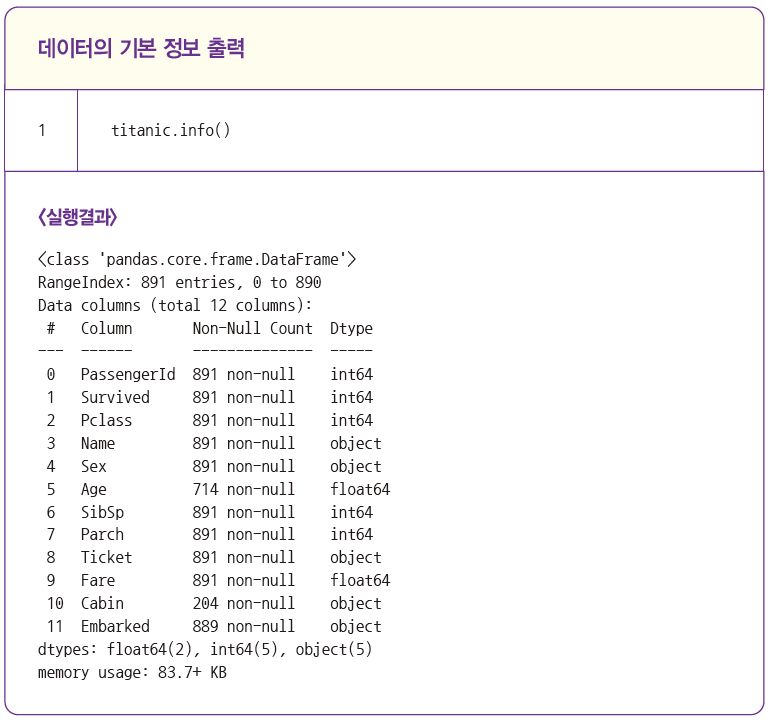 데이터의 기본 정보 출력
1 titanic.info()
〈실행결과〉
<class 'pandas.core.frame.DataFrame'>
RangeIndex: 891 entries, 0 to 890
Data columns (total 12 columns):
 #   Column       Non-Null Count  Dtype
---  ------       --------------  -----
 0   PassengerId  891 non-null    int64
 1   Survived     891 non-null    int64
 2   Pclass       891 non-null    int64
 3   Name         891 non-null    object
 4   Sex          891 non-null    object
 5   Age          714 non-null    float64
 6   SibSp        891 non-null    int64
 7   Parch        891 non-null    int64
 8   Ticket       891 non-null    object
 9   Fare         891 non-null    float64
 10  Cabin        204 non-null    object
 11  Embarked     889 non-null    object
dtypes: float64(2), int64(5), object(5)
memory usage: 83.7+ KB